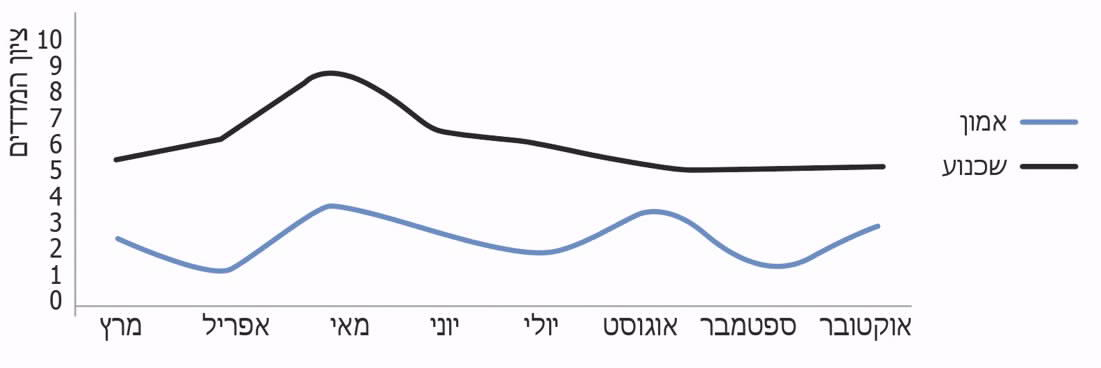 ציון המדדים
10
9
8
7
6
5
4
3
2
1
0
מרץ
אפריל
מאי
יוני
יולי
אוגוסט
ספטמבר
אוקטובר
אמון
שכנוע